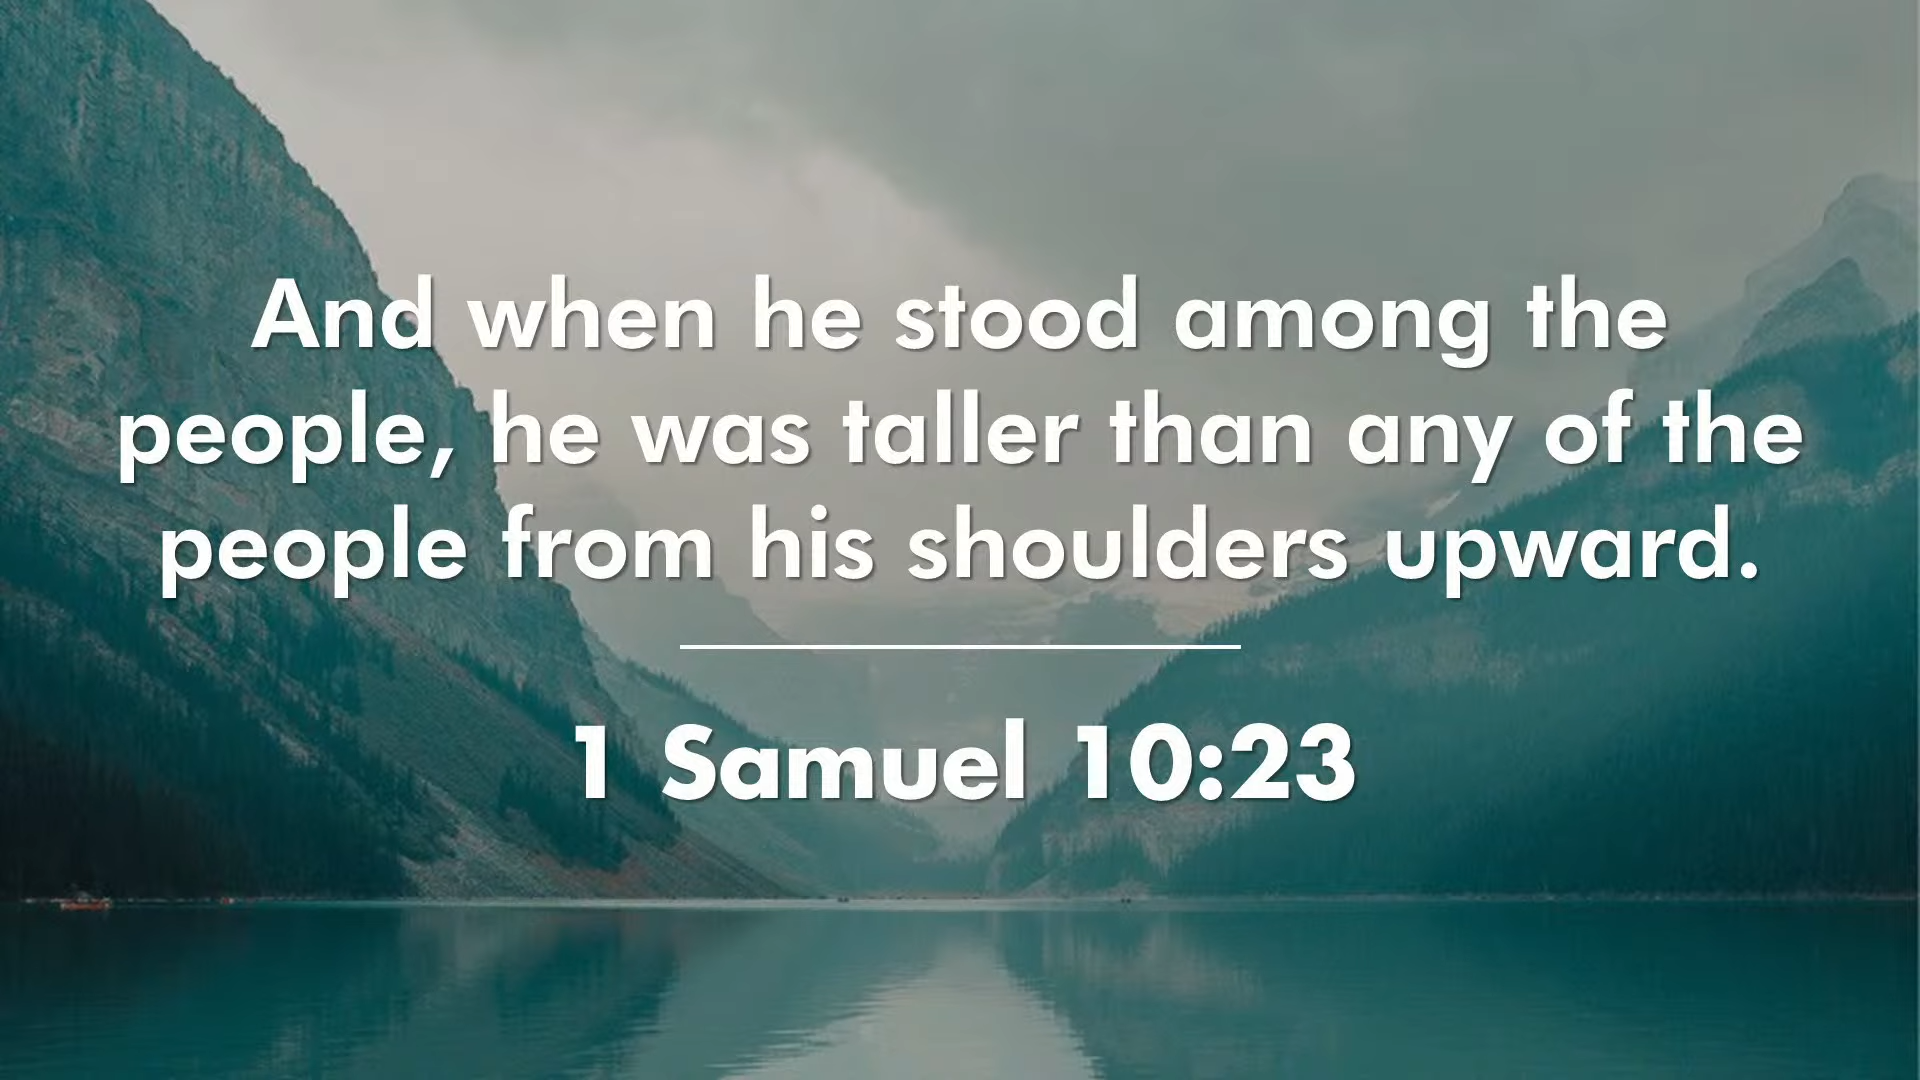 And when he stood among the
people, he was taller than any of the
people from his shoulders upward.
1 Samuel 10:23